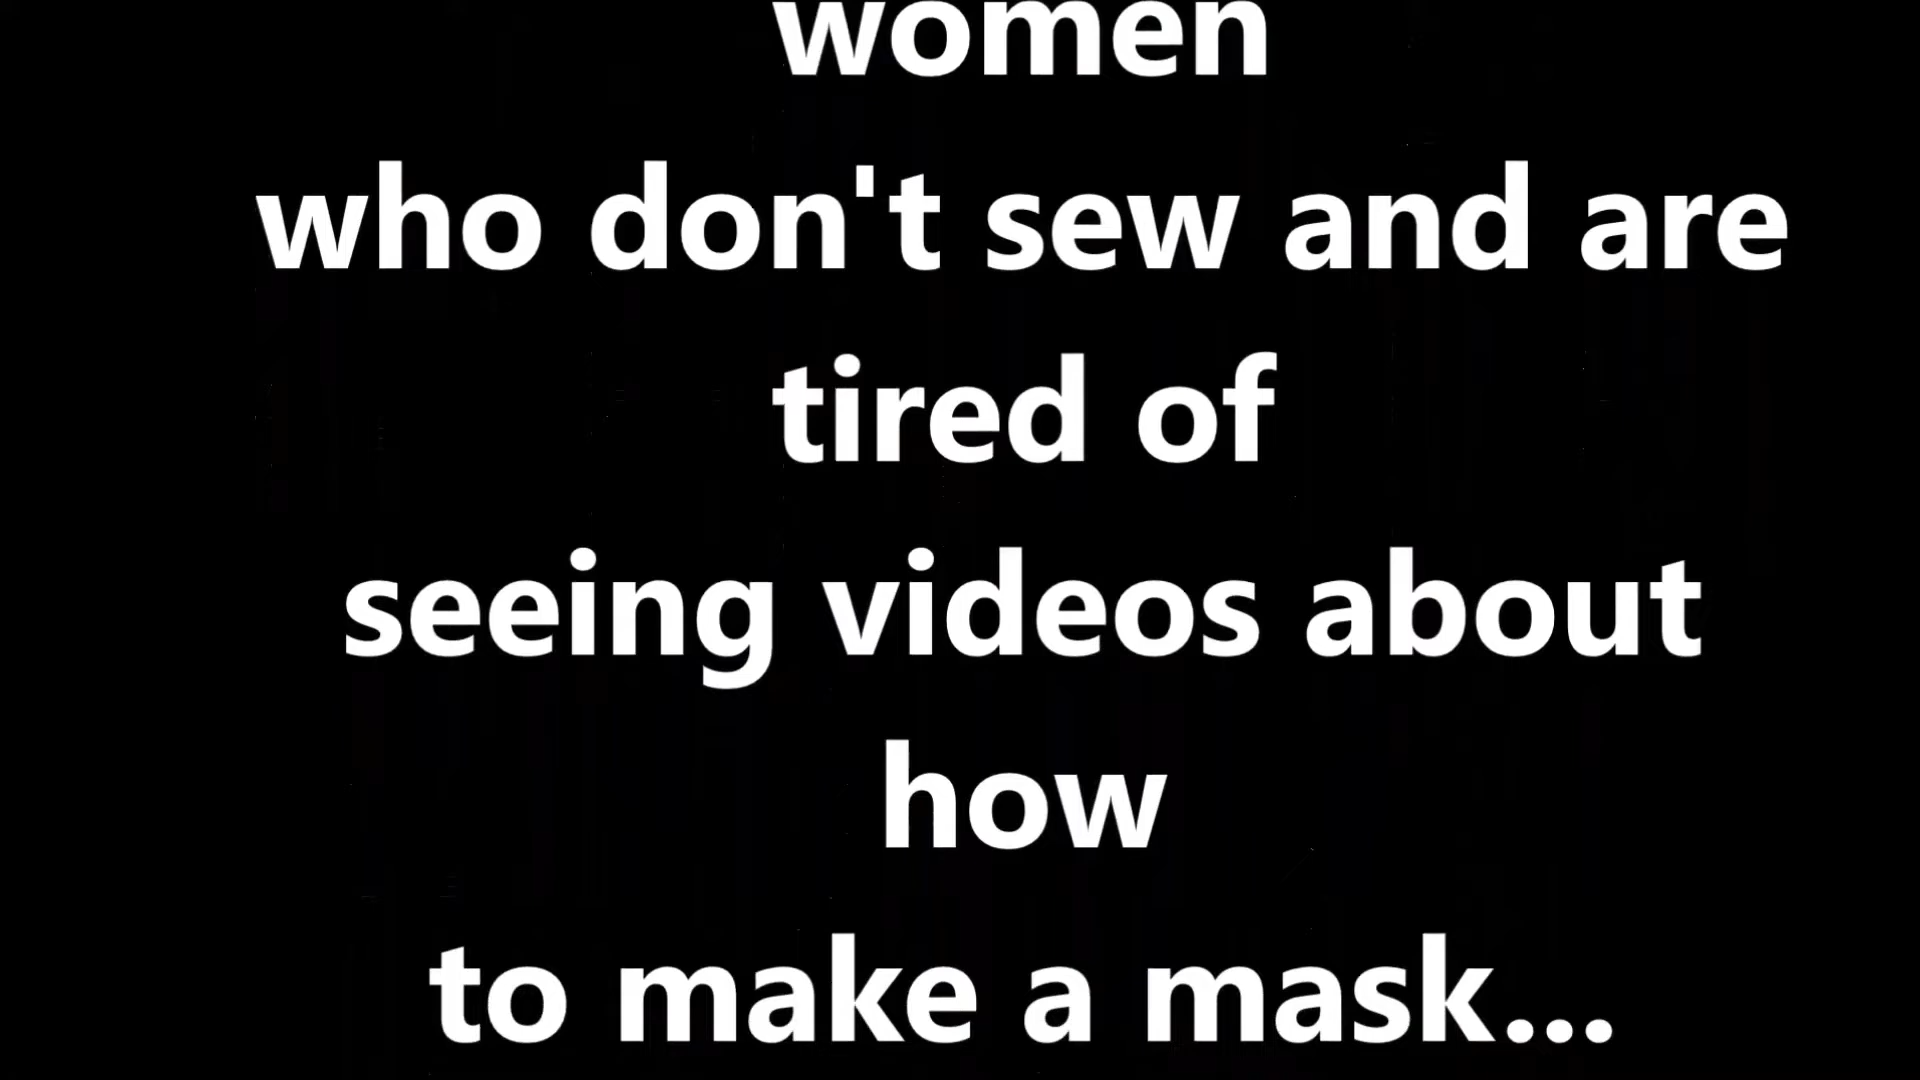 women
who don't sew and are
tired of
seeing videos about
how
to make a mask...